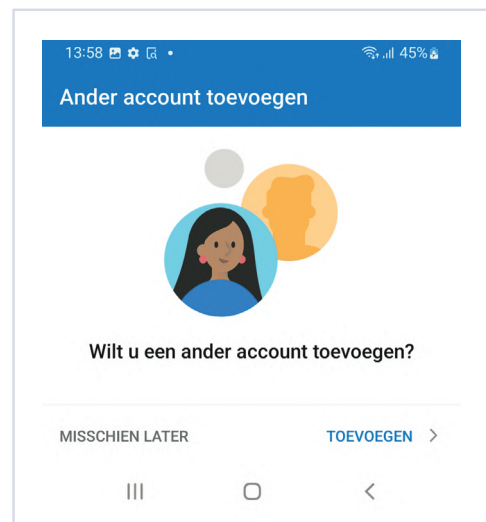 13:58
45%
Ander account toevoegen
Wilt u een ander account toevoegen?
MISSCHIEN LATER
TOEVOEGEN